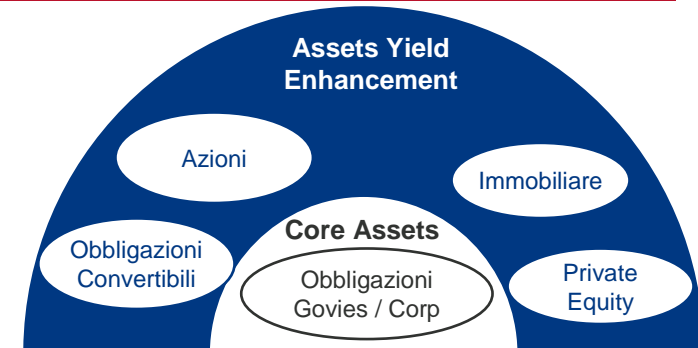 Assets Yield
Enhancement
Azioni
Immobiliare
Core Assets
Obbligazioni
Convertibili
Obbligazioni
Govies / Corp
Private
Equity